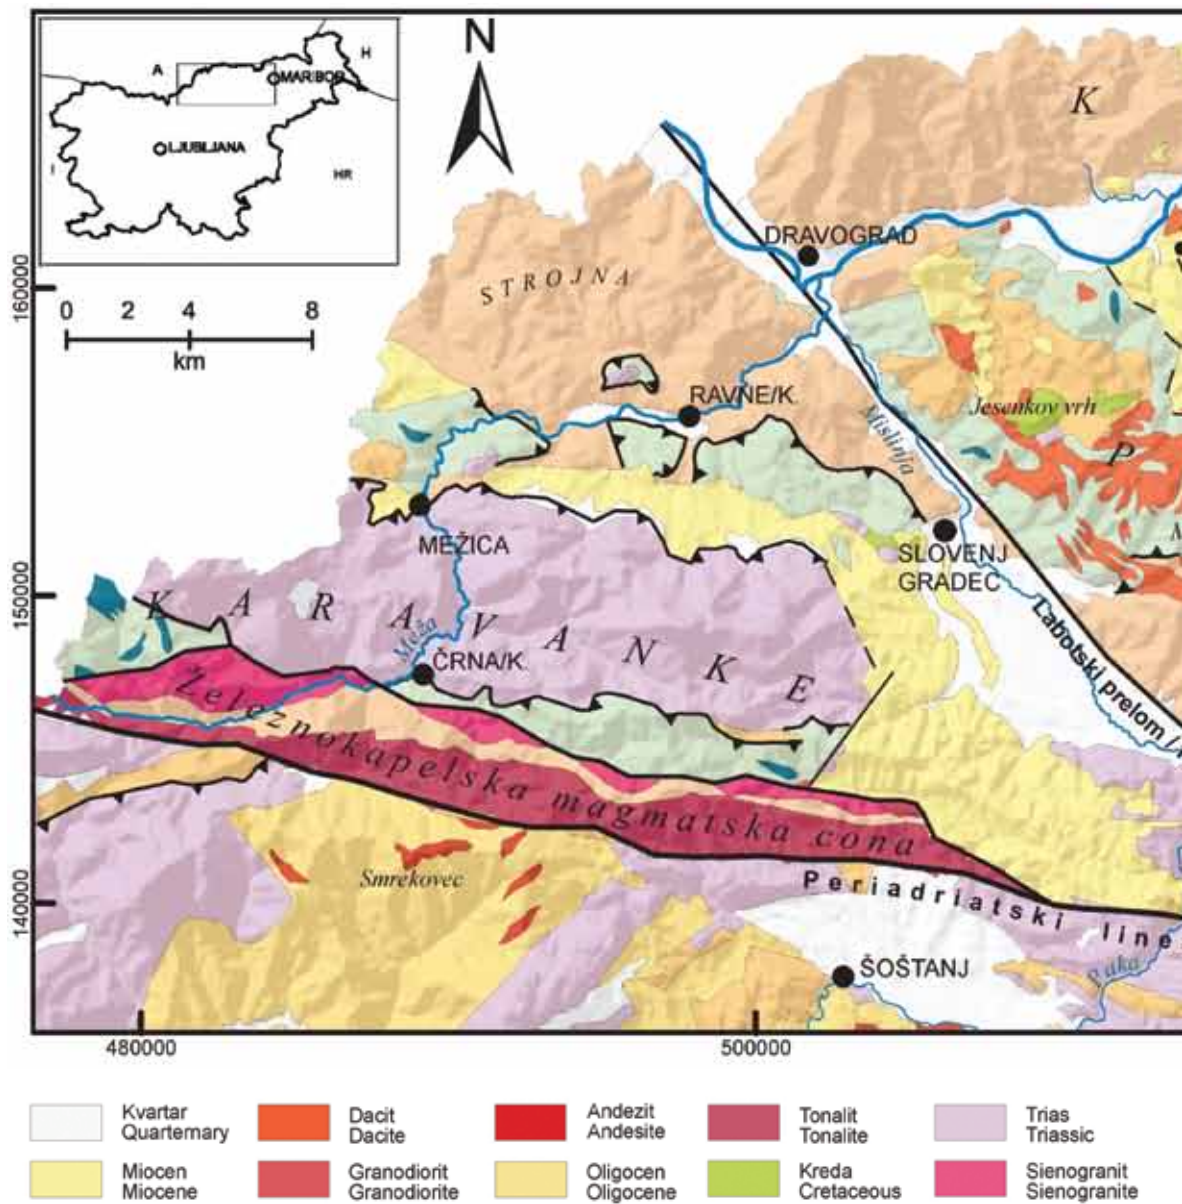 A
H
MARIBOR
LJUBLJANA
I
HR
N
K
DRAVOGRAD
STROJNA
160000
0 2 4 8
km
RAVNE/K.
Mislinja
Jesenkov vrh
P
M
MEŽICA
SLOVENJ
GRADEC
150000
KARAVANKE
Meža
ČRNA/K.
Labotski prelom /
Železnokapelska magmatska cona
Smrekovec
140000
Periadriatski line
ŠOŠTANJ
Paka
480000
500000
Kvartar
Quarternary
Dacit
Dacite
Andezit
Andesite
Tonalit
Tonalite
Trias
Triassic
Miocen
Miocene
Granodiorit
Granodiorite
Oligocen
Oligocene
Kreda
Cretaceous
Sienogranit
Sienogranite